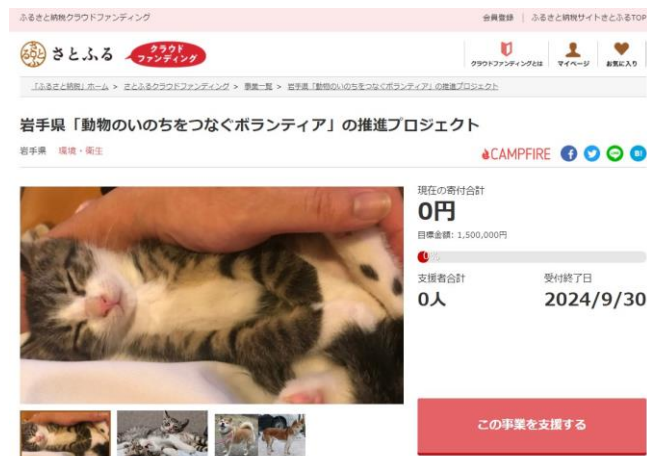 ふるさと納税クラウドファンディング
会員登録 | ふるさと納税サイトさとふるTOP
さとふる クラウドファンディング
クラウドファンディングとは マイページ お気に入り
「ふるさと納税」ホーム > さとふるクラウドファンディング > 事業一覧 > 岩手県「動物のいのちをつなぐボランティア」の推進プロジェクト
岩手県「動物のいのちをつなぐボランティア」の推進プロジェクト
岩手県 環境・衛生
CAMPFIRE
現在の寄付合計
0円
目標金額: 1,500,000円
0%
支援者合計 受付終了日
0人 2024/9/30
この事業を支援する